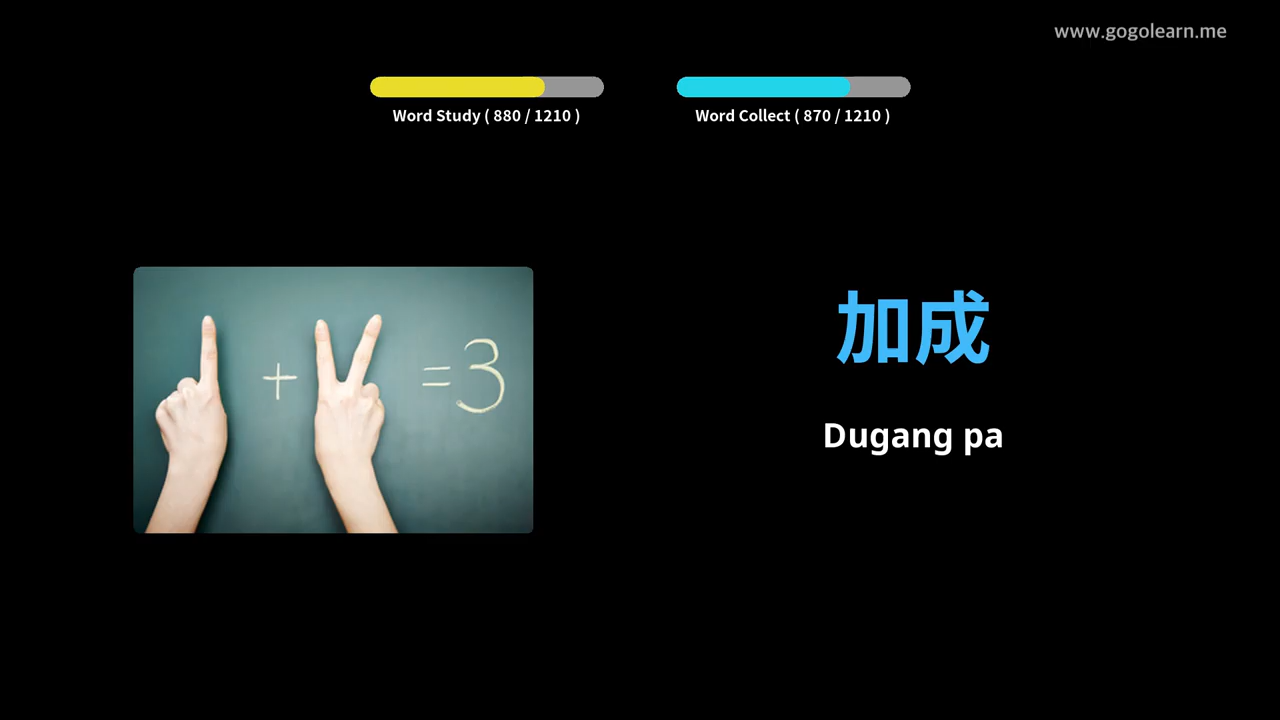 www.gogolearn.me
Word Study ( 880 / 1210 )
Word Collect ( 870 / 1210 )
+ =3
加成
Dugang pa